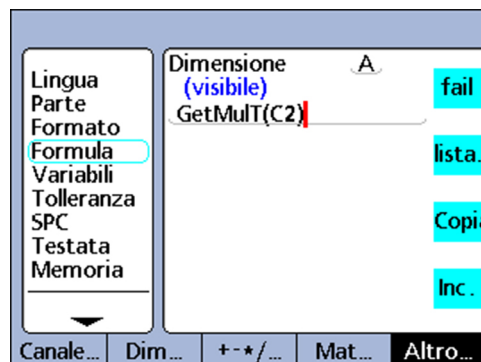 Lingua
Parte
Formato
Formula
Variabili
Tolleranza
SPC
Testata
Memoria
Dimensione A
(visibile)
GetMulT(C2)
fail
lista.
Copi
Inc.
Canale... Dim... +-*/... Mat... Altro...